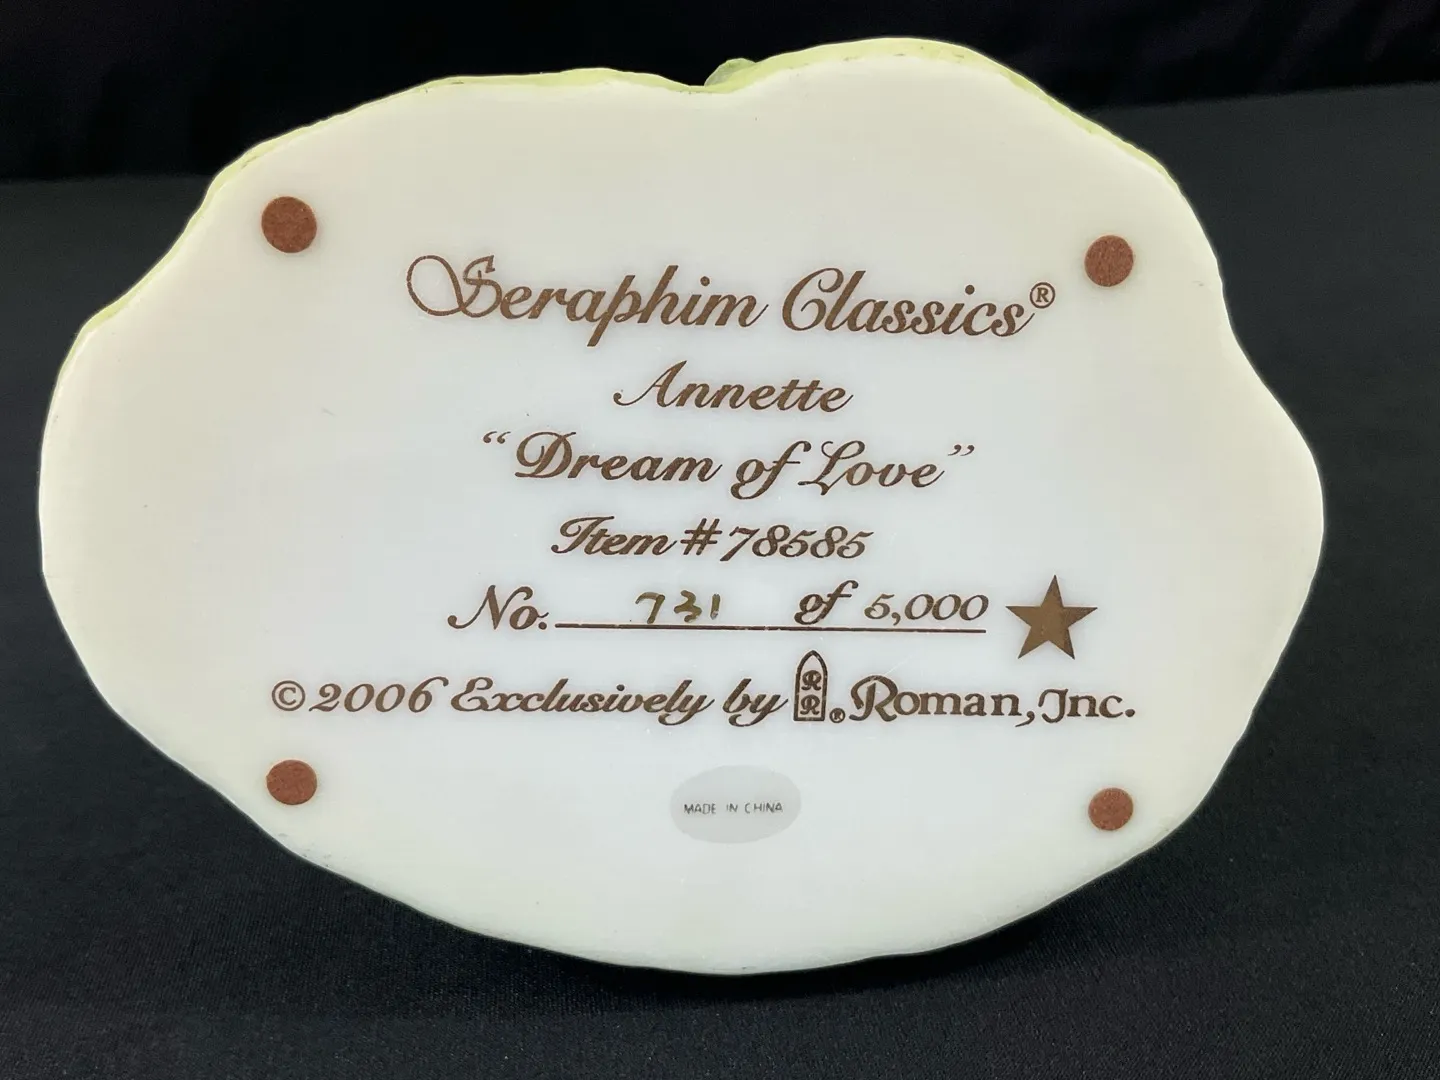 Seraphim Classics®
Annette
“Dream of Love”
Item #78585
No. 731 of 5,000
©2006 Exclusively by RR®. Roman, Inc.
MADE IN CHINA